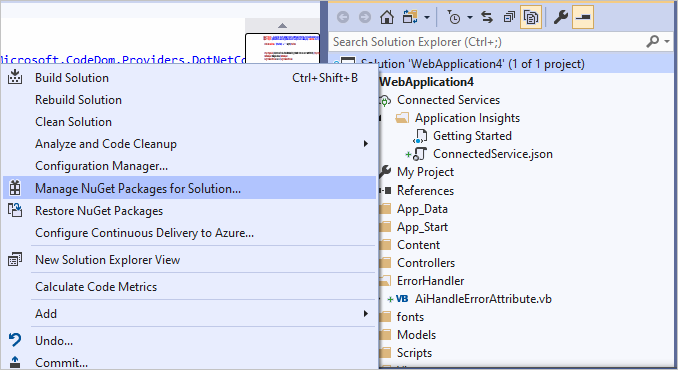 Microsoft.CodeDom.Providers.DotNetCo
Search Solution Explorer (Ctrl+;)
Solution 'WebApplication4' (1 of 1 project)
WebApplication4
Connected Services
Application Insights
Getting Started
ConnectedService.json
My Project
References
App_Data
App_Start
Content
Controllers
ErrorHandler
VB AiHandleErrorAttribute.vb
fonts
Models
Scripts
Build Solution Ctrl+Shift+B
Rebuild Solution
Clean Solution
Analyze and Code Cleanup
Configuration Manager...
Manage NuGet Packages for Solution...
Restore NuGet Packages
Configure Continuous Delivery to Azure...
New Solution Explorer View
Calculate Code Metrics
Add
Undo...
Commit...